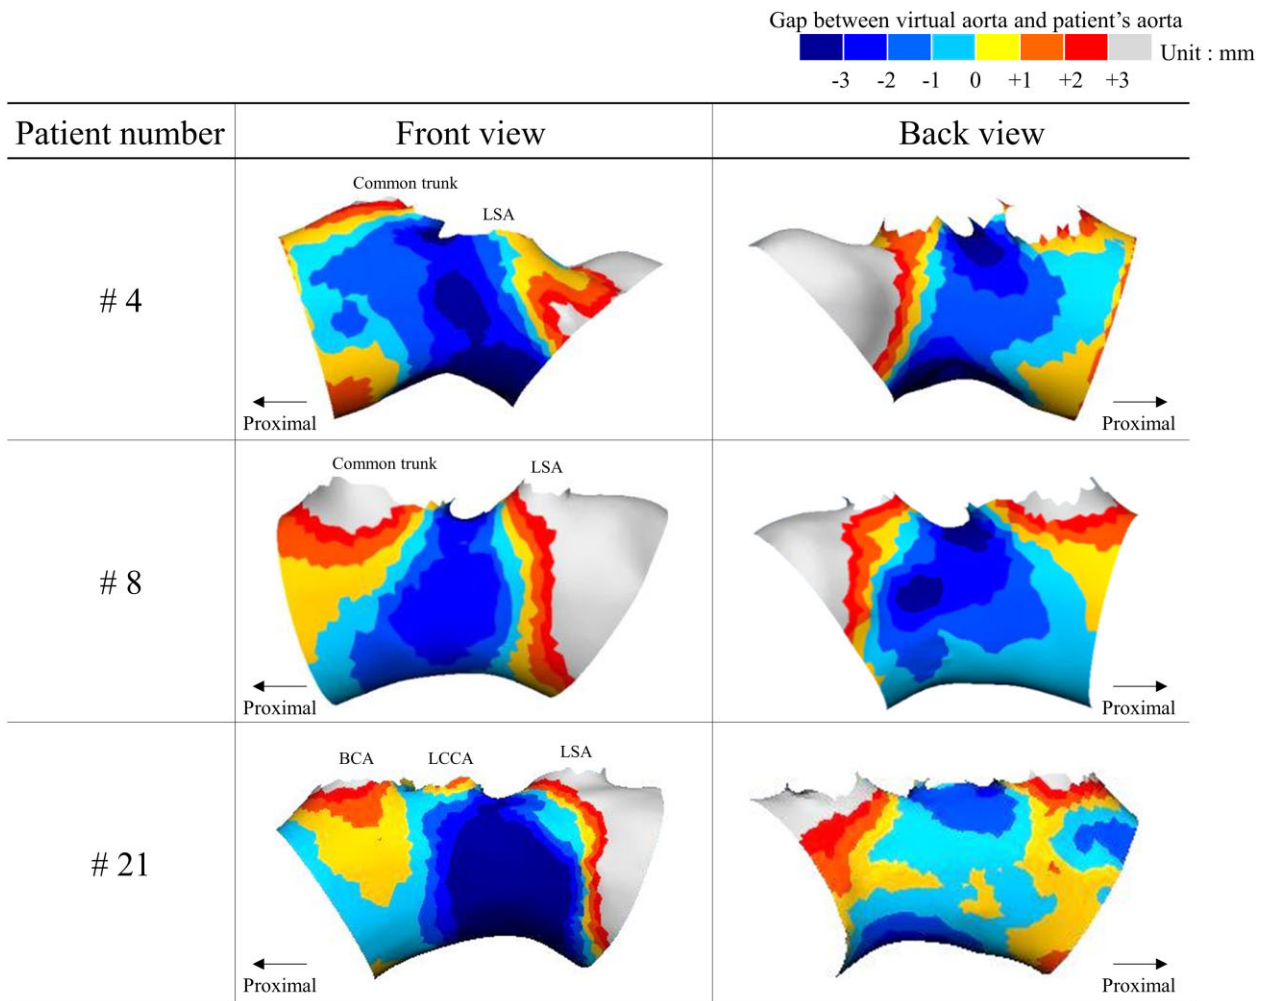 Gap between virtual aorta and patient's aorta
Unit : mm
-3 -2 -1 0 +1 +2 +3
Patient number Front view Back view
Common trunk
LSA
# 4
Proximal Proximal
Common trunk LSA
# 8
Proximal Proximal
BCA LCCA LSA
# 21
Proximal Proximal